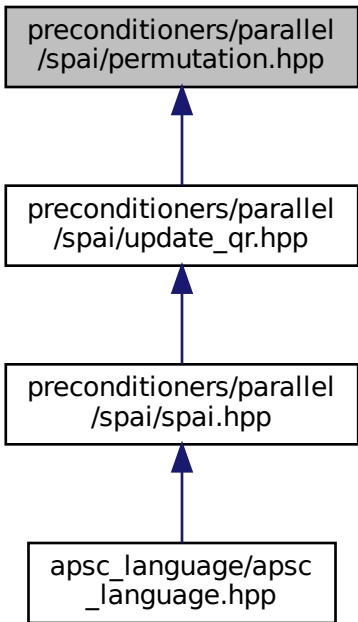 preconditioners/parallel
/spai/permutation.hpp
preconditioners/parallel
/spai/update_qr.hpp
preconditioners/parallel
/spai/spai.hpp
apsc_language/apsc
_language.hpp